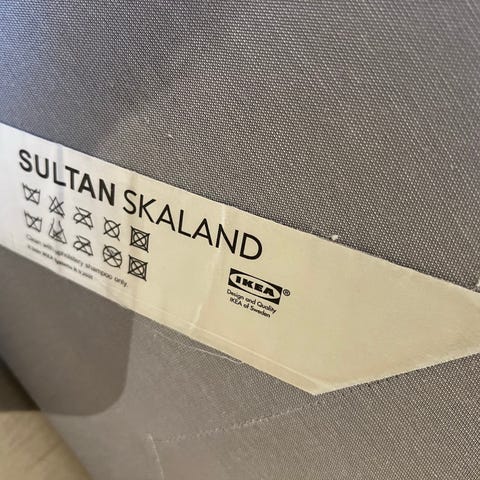 SULTAN SKALAND
Clean with upholstery shampoo only.
IKEA®
Design and Quality
IKEA of Sweden